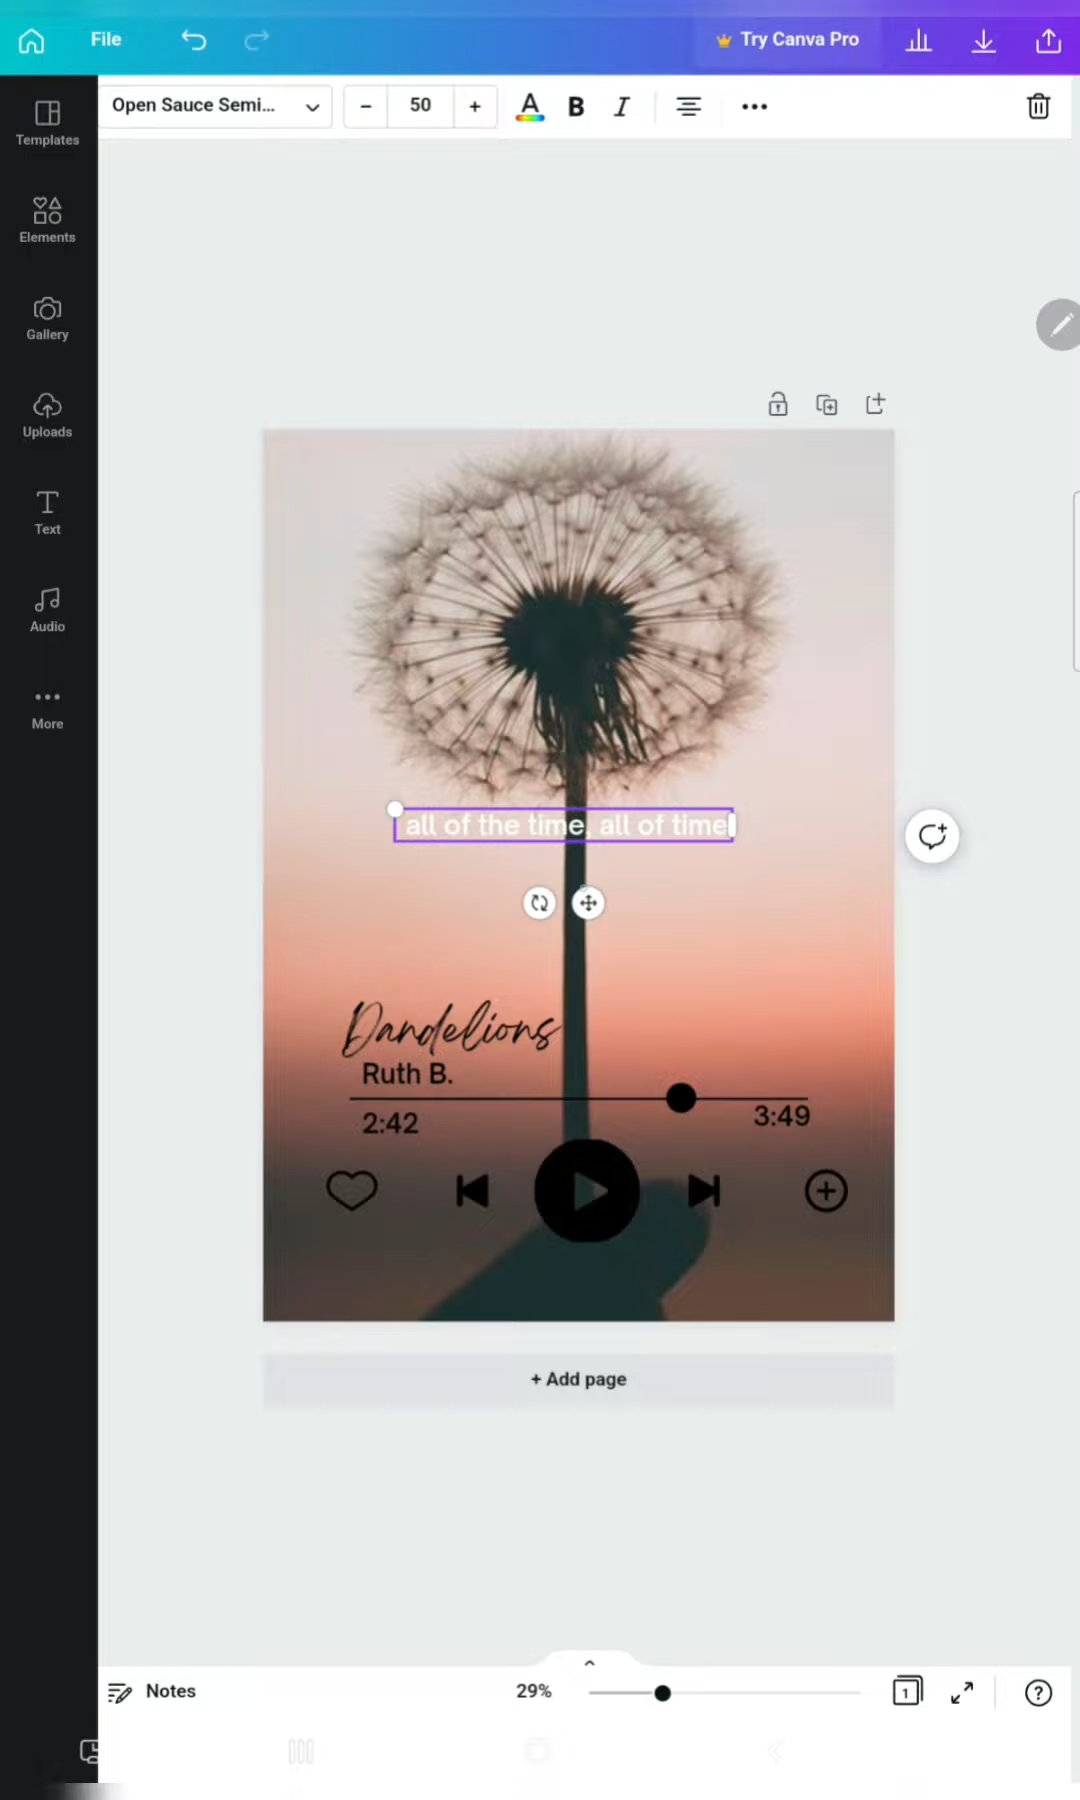 File
Try Canva Pro
Open Sauce Semi...
- 50 +
A B I
Templates
Elements
Gallery
Uploads
Text
Audio
More
all of the time, all of time
Dandelions
Ruth B.
2:42
3:49
+ Add page
Notes
29%
1
?